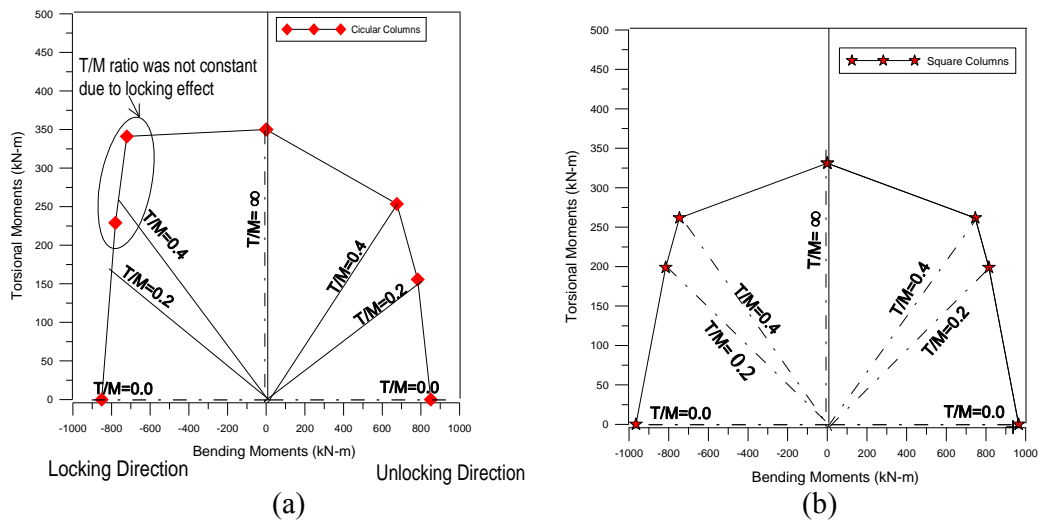 500
450
400
350
300
250
200
150
100
50
0
Torsional Moments (kN-m)
Cicular Columns
T/M ratio was not constant
due to locking effect
T/M=0.4
T/M=0.2
T/M= ∞
T/M=0.4
T/M=0.2
T/M=0.0
T/M=0.0
-1000 -800 -600 -400 -200 0 200 400 600 800 1000
Bending Moments (kN-m)
Locking Direction
Unlocking Direction
(a)
500
450
400
350
300
250
200
150
100
50
0
Torsional Moments (kN-m)
Square Columns
T/M= ∞
T/M=0.4
T/M= 0.2
T/M=0.4
T/M=0.2
T/M=0.0
T/M=0.0
-1000 -800 -600 -400 -200 0 200 400 600 800 1000
Bending Moments (kN-m)
(b)